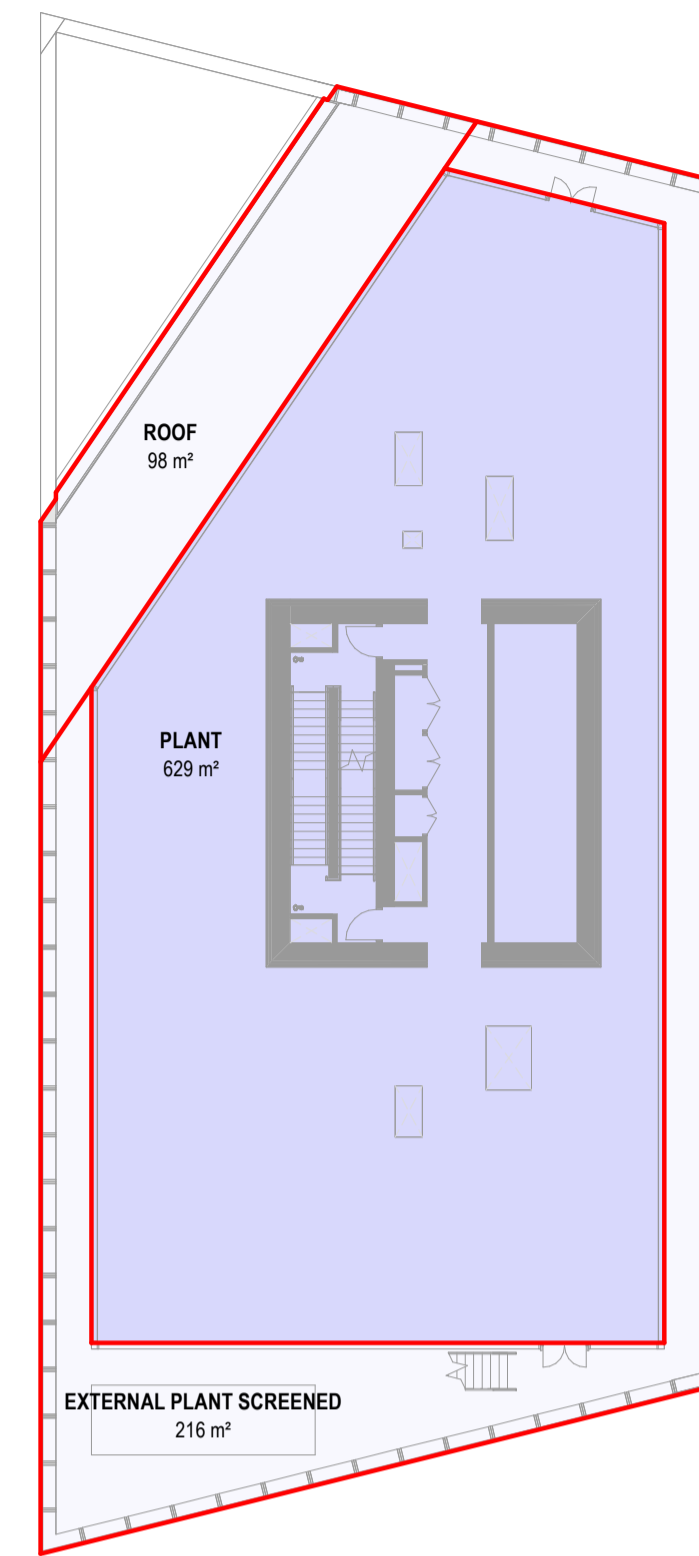 ROOF
98 m²
PLANT
629 m²
EXTERNAL PLANT SCREENED
216 m²